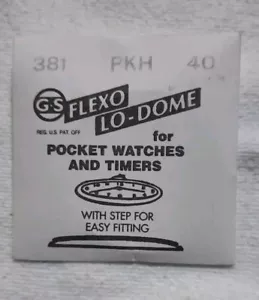 381 PKH 40
GS FLEXO
REG. U.S. PAT. OFF.
LO-DOME
for
POCKET WATCHES
AND TIMERS
WITH STEP FOR
EASY FITTING